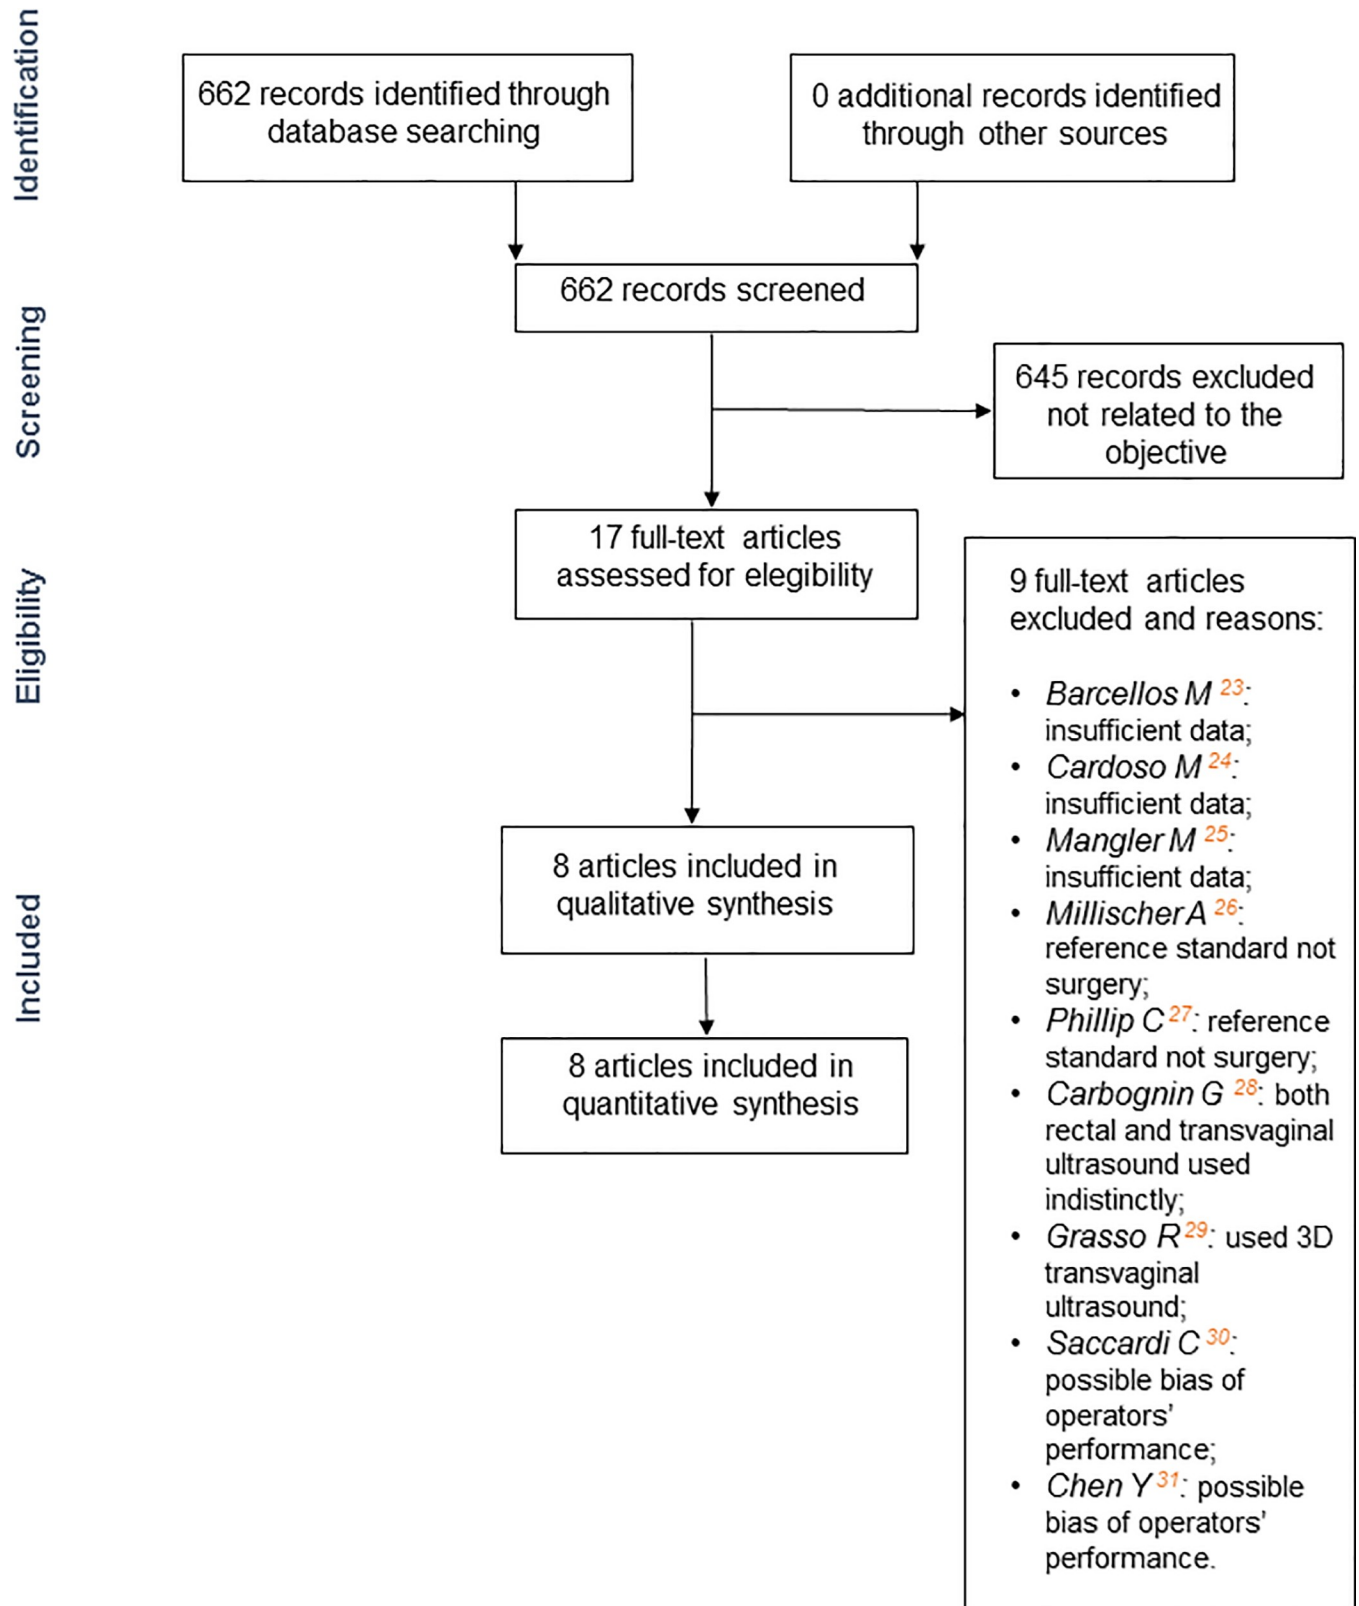 Identification
662 records identified through
database searching
0 additional records identified
through other sources
662 records screened
Screening
645 records excluded
not related to the
objective
17 full-text articles
assessed for elegibility
Eligibility
9 full-text articles
excluded and reasons:
• Barcellos M 23:
insufficient data;
• Cardoso M 24:
insufficient data;
• Mangler M 25:
insufficient data;
• Millischer A 26:
reference standard not
surgery;
• Phillip C 27: reference
standard not surgery;
• Carbognin G 28: both
rectal and transvaginal
ultrasound used
indistinctly;
• Grasso R 29: used 3D
transvaginal
ultrasound;
• Saccardi C 30:
possible bias of
operators’
performance;
• Chen Y 31: possible
bias of operators’
performance.
Included
8 articles included in
qualitative synthesis
8 articles included in
quantitative synthesis